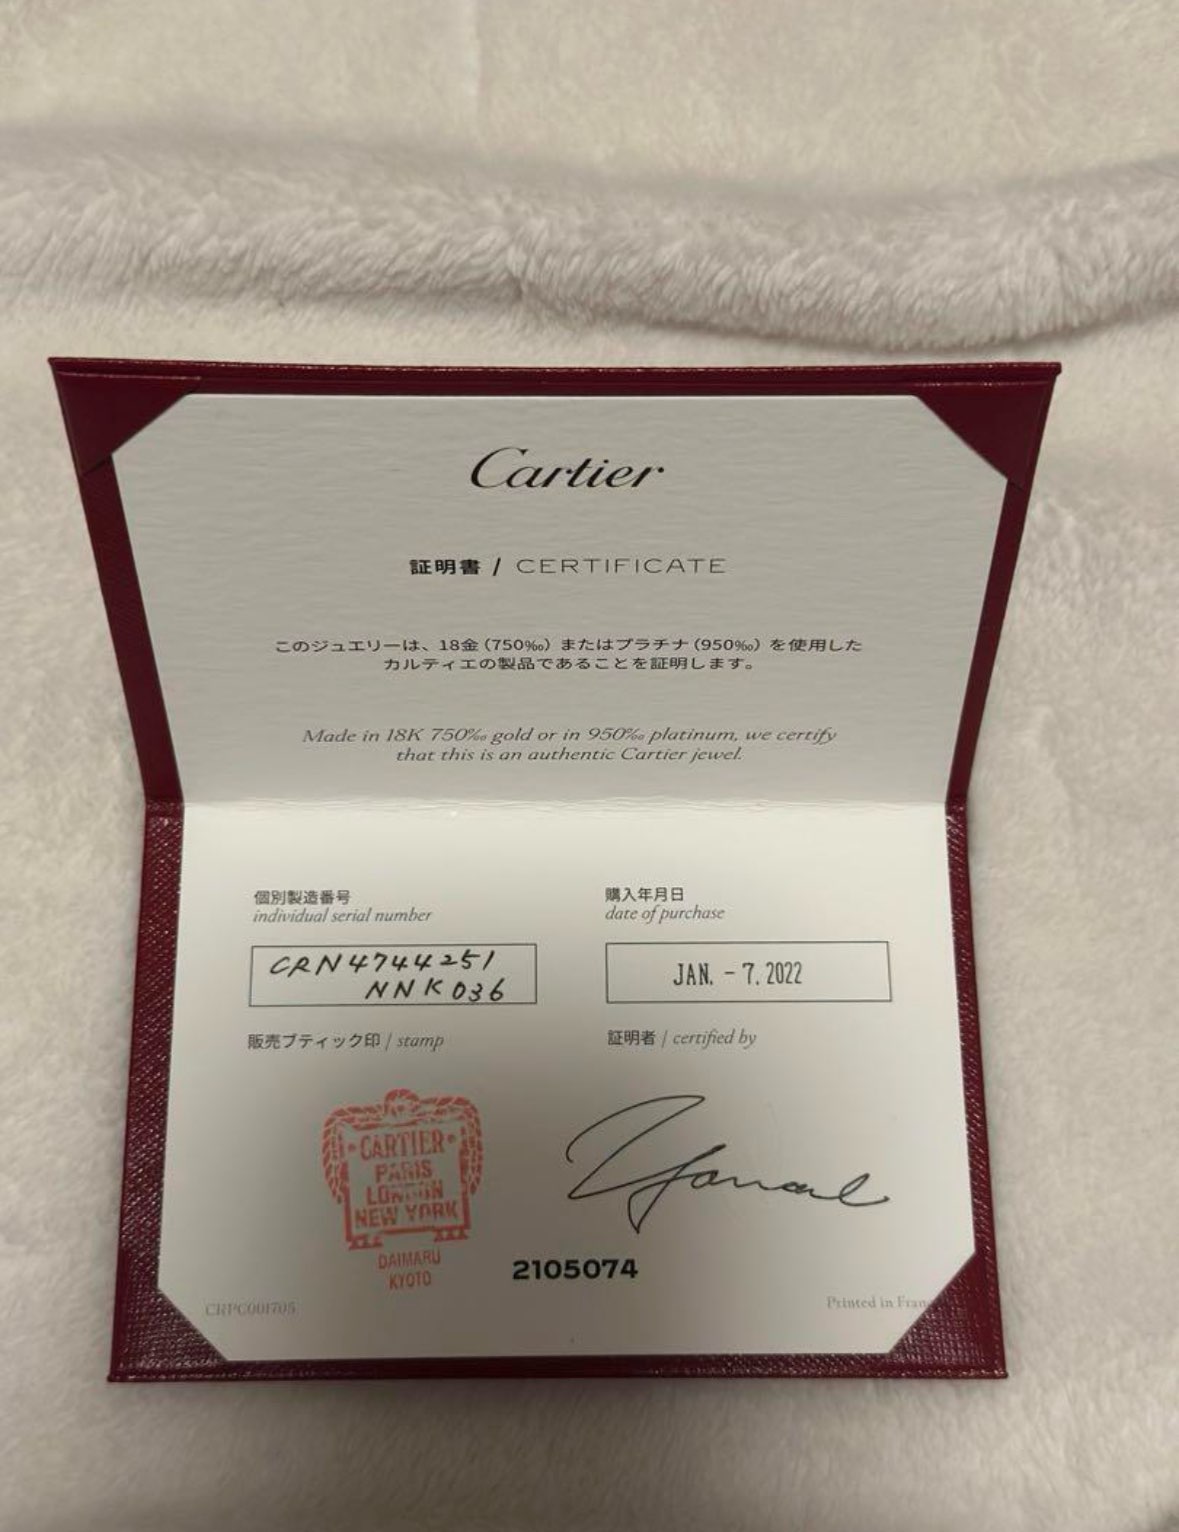 Cartier
証明書 / CERTIFICATE
このジュエリーは、18金（750‰）またはプラチナ（950‰）を使用した
カルティエの製品であることを証明します。
Made in 18K 750‰ gold or in 950‰ platinum, we certify
that this is an authentic Cartier jewel.
個別製造番号
individual serial number
CRN4744251
NNK036
購入年月日
date of purchase
JAN. - 7. 2022
販売ブティック印 / stamp
CARTIER
PARIS
LONDON
NEW YORK
DAIMARU
KYOTO
証明者 / certified by
2105074
CRPC001705
Printed in Fran